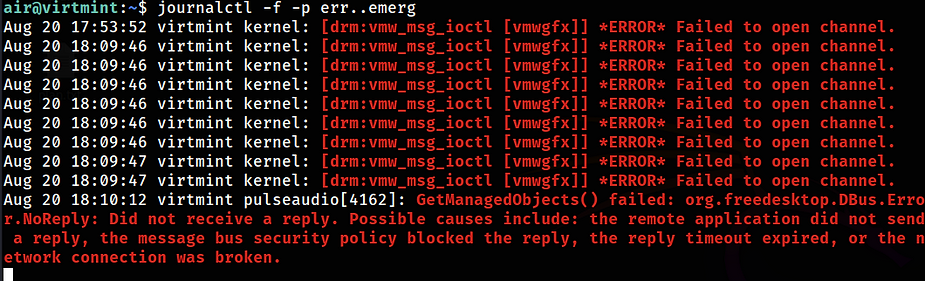 air@virtmint:~$ journalctl -f -p err..emerg
Aug 20 17:53:52 virtmint kernel: [drm:vmw_msg_ioctl [vmwgfx]] *ERROR* Failed to open channel.
Aug 20 18:09:46 virtmint kernel: [drm:vmw_msg_ioctl [vmwgfx]] *ERROR* Failed to open channel.
Aug 20 18:09:46 virtmint kernel: [drm:vmw_msg_ioctl [vmwgfx]] *ERROR* Failed to open channel.
Aug 20 18:09:46 virtmint kernel: [drm:vmw_msg_ioctl [vmwgfx]] *ERROR* Failed to open channel.
Aug 20 18:09:46 virtmint kernel: [drm:vmw_msg_ioctl [vmwgfx]] *ERROR* Failed to open channel.
Aug 20 18:09:46 virtmint kernel: [drm:vmw_msg_ioctl [vmwgfx]] *ERROR* Failed to open channel.
Aug 20 18:09:46 virtmint kernel: [drm:vmw_msg_ioctl [vmwgfx]] *ERROR* Failed to open channel.
Aug 20 18:09:47 virtmint kernel: [drm:vmw_msg_ioctl [vmwgfx]] *ERROR* Failed to open channel.
Aug 20 18:09:47 virtmint kernel: [drm:vmw_msg_ioctl [vmwgfx]] *ERROR* Failed to open channel.
Aug 20 18:10:12 virtmint pulseaudio[4162]: GetManagedObjects() failed: org.freedesktop.DBus.Erro
r.NoReply: Did not receive a reply. Possible causes include: the remote application did not send
 a reply, the message bus security policy blocked the reply, the reply timeout expired, or the n
etwork connection was broken.